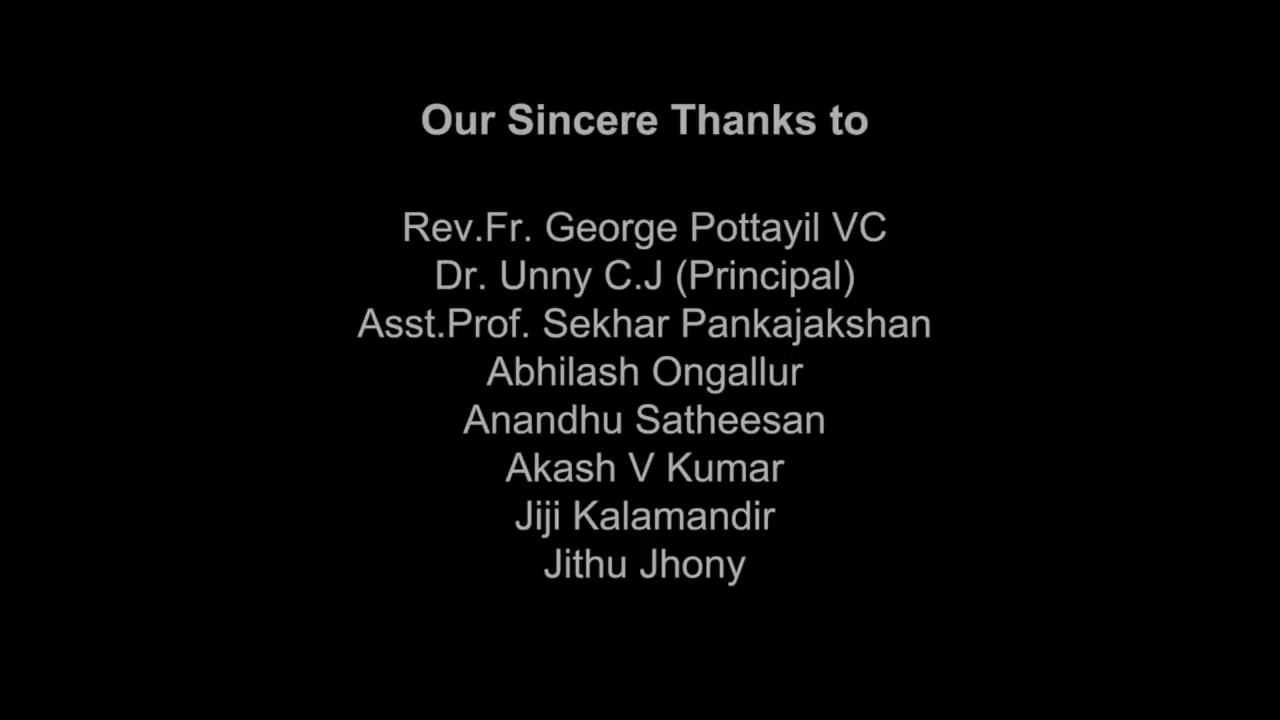 Our Sincere Thanks to
Rev.Fr. George Pottayil VC
Dr. Unny C.J (Principal)
Asst.Prof. Sekhar Pankajakshan
Abhilash Ongallur
Anandhu Satheesan
Akash V Kumar
Jiji Kalamandir
Jithu Jhony